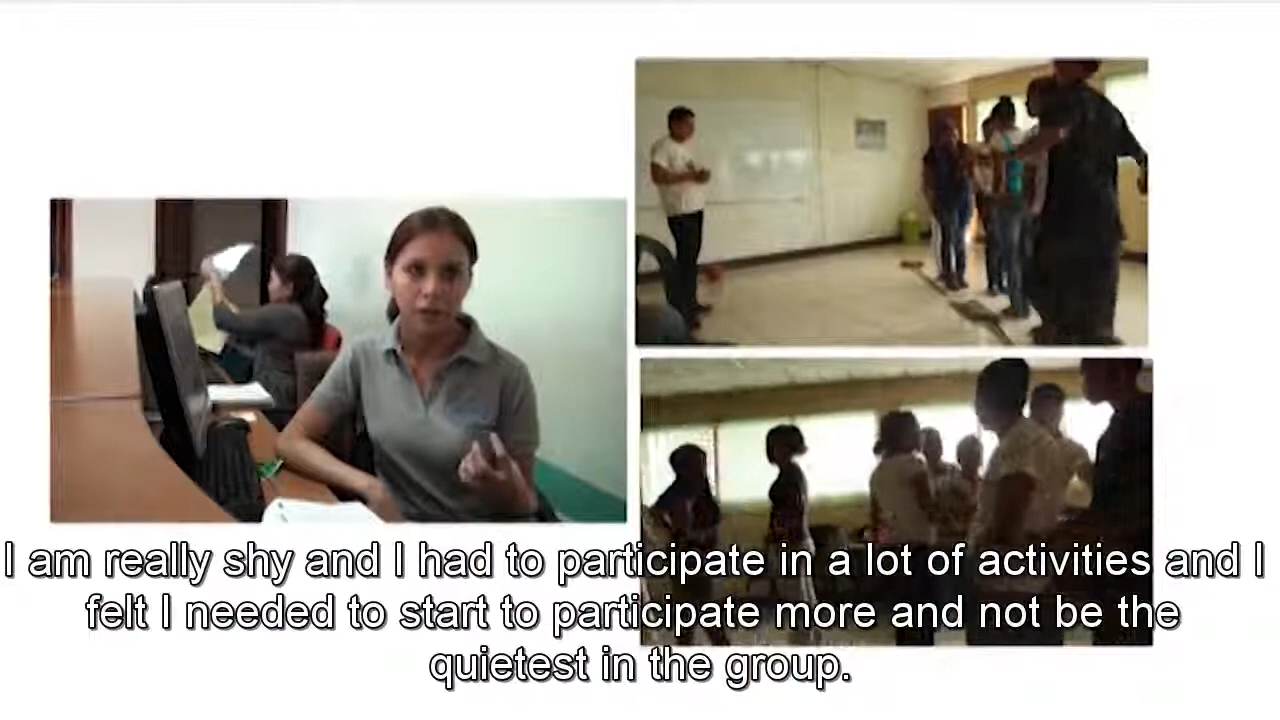 I am really shy and I had to participate in a lot of activities and I
felt I needed to start to participate more and not be the
quietest in the group.